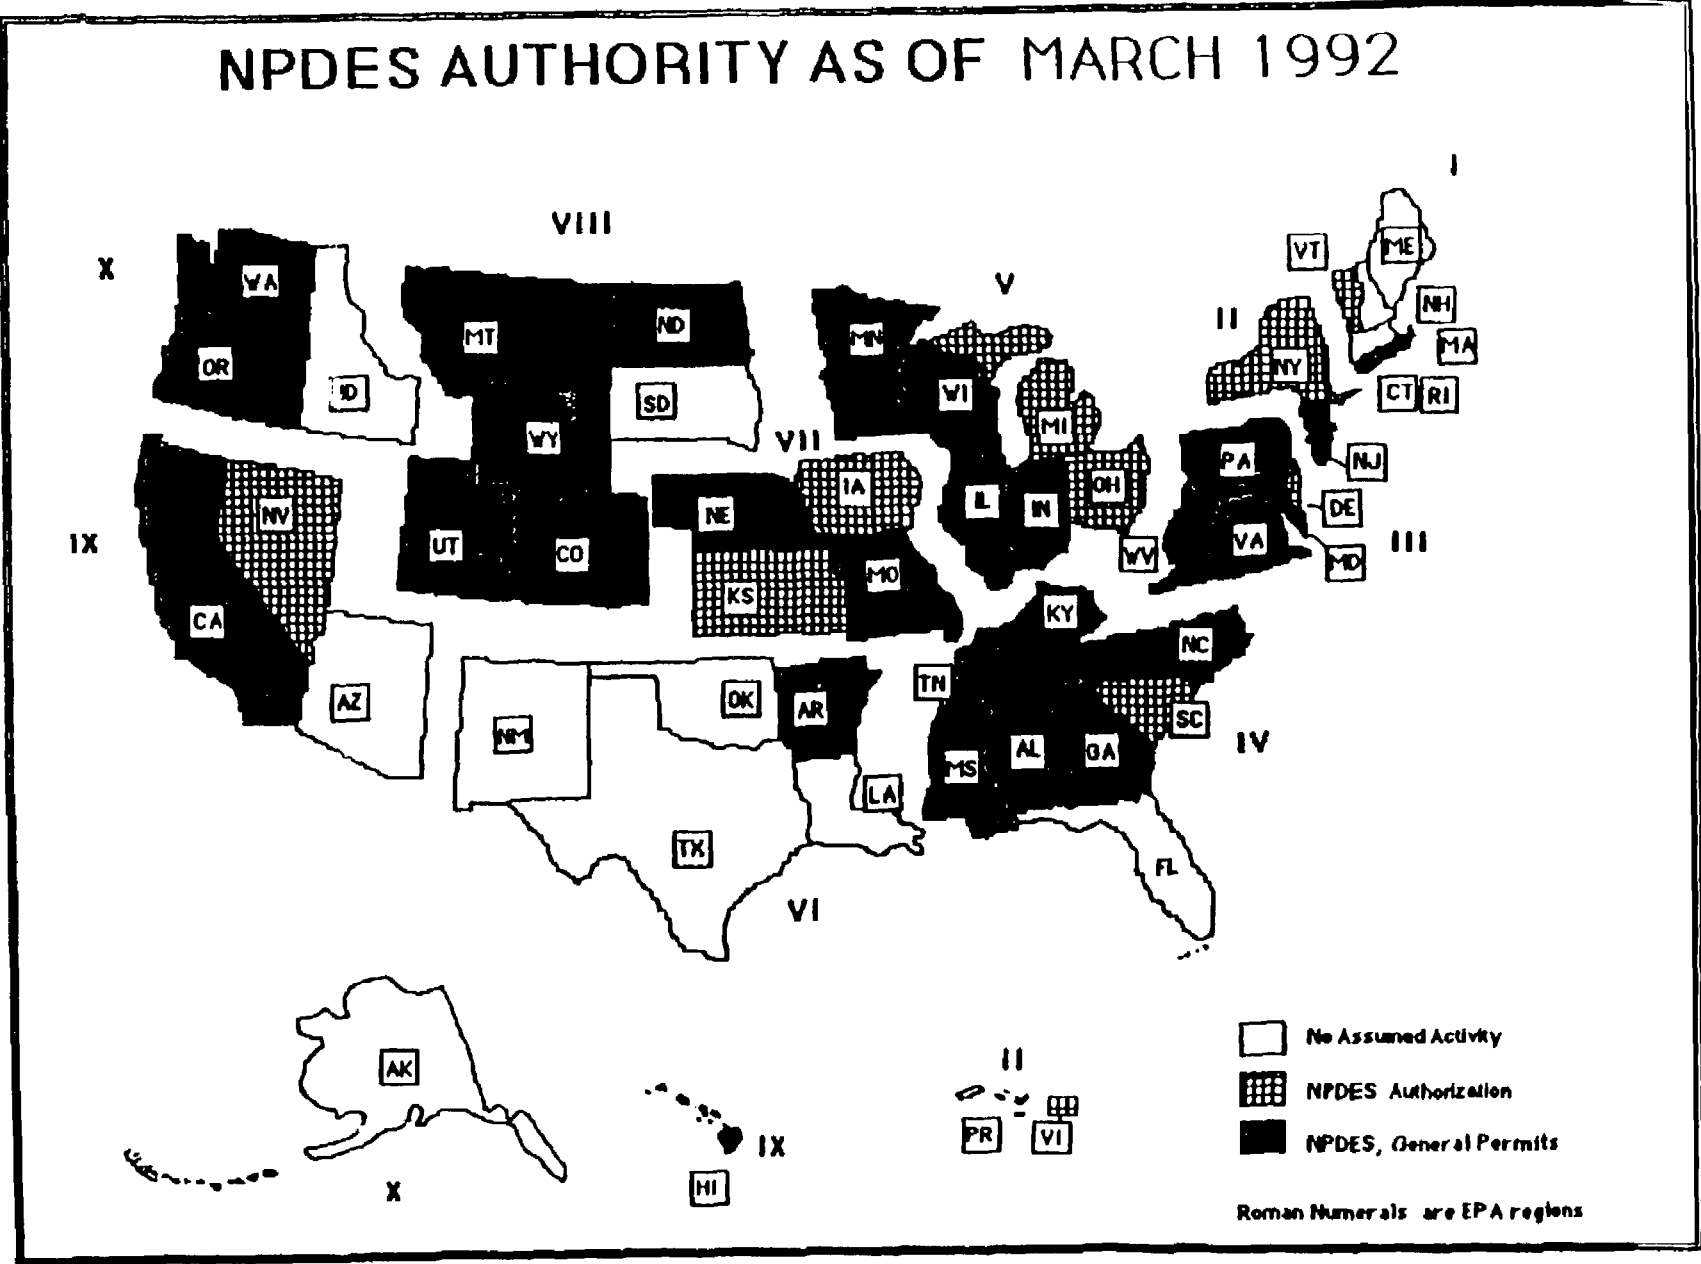 NPDES AUTHORITY AS OF MARCH 1992
I
VIII
X
V
II
VT
ME
NH
MA
CT
RI
NJ
DE
MD
III
WA
OR
ID
MT
ND
SD
WY
MN
WI
MI
NY
PA
VII
IX
NV
CA
UT
CO
NE
IA
KS
MO
IL
IN
OH
WV
VA
KY
NC
TN
SC
IV
AZ
NM
OK
AR
TX
LA
MS
AL
GA
FL
VI
AK
X
HI
IX
II
PR
VI
No Assumed Activity
NPDES Authorization
NPDES, General Permits
Roman Numerals are EPA regions